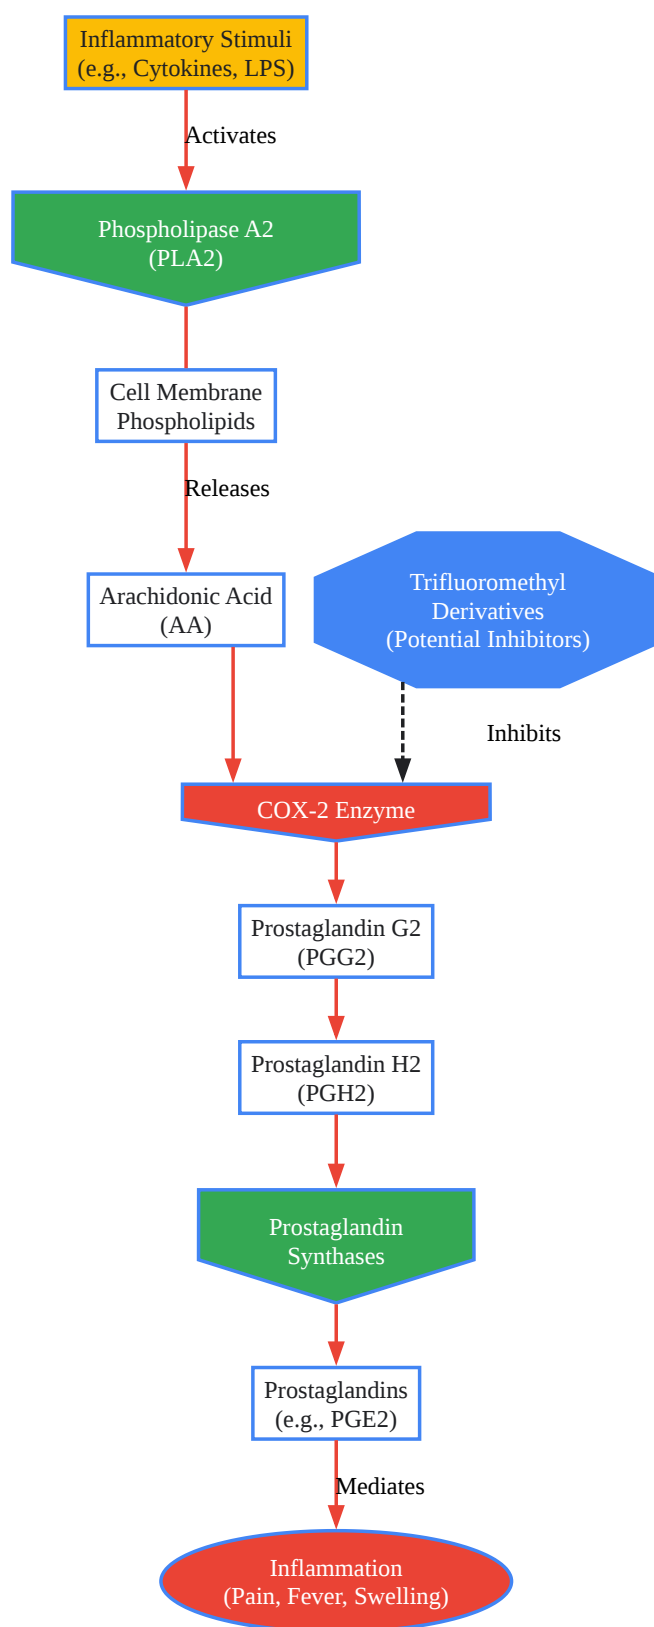 Inflammatory Stimuli
(e.g., Cytokines, LPS)
Activates
Phospholipase A2
(PLA2)
Cell Membrane
Phospholipids
Releases
Arachidonic Acid
(AA)
Trifluoromethyl
Derivatives
(Potential Inhibitors)
Inhibits
COX-2 Enzyme
Prostaglandin G2
(PGG2)
Prostaglandin H2
(PGH2)
Prostaglandin
Synthases
Prostaglandins
(e.g., PGE2)
Mediates
Inflammation
(Pain, Fever, Swelling)